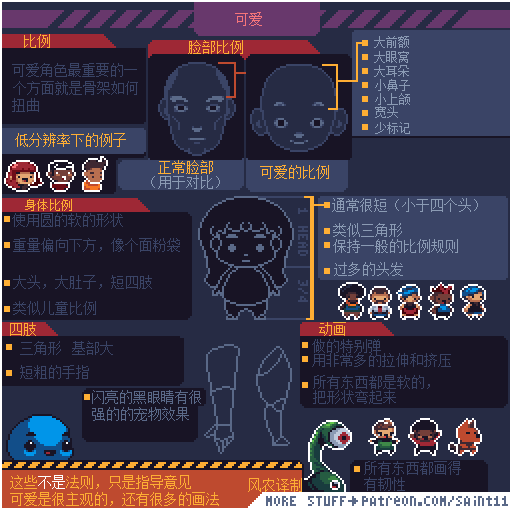 可爱
比例
可爱角色最重要的一
个方面就是骨架如何
扭曲
低分辨率下的例子
脸部比例
正常脸部
(用于对比)
可爱的比例
大前额
大眼窝
大耳朵
小鼻子
小上颌
宽头
少标记
身体比例
使用圆的软的形状
重量偏向下方，像个面粉袋
大头，大肚子，短四肢
类似儿童比例
1 HEAD
3/4
通常很短（小于四个头）
类似三角形
保持一般的比例规则
过多的头发
四肢
三角形 基部大
短粗的手指
闪亮的黑眼睛有很
强的的宠物效果
动画
做的特别弹
用非常多的拉伸和挤压
所有东西都是软的，
把形状弯起来
所有东西都画得
有韧性
这些不是法则，只是指导意见
可爱是很主观的，还有很多的画法
风农译制
MORE STUFF→PATREON.COM/SAINT11